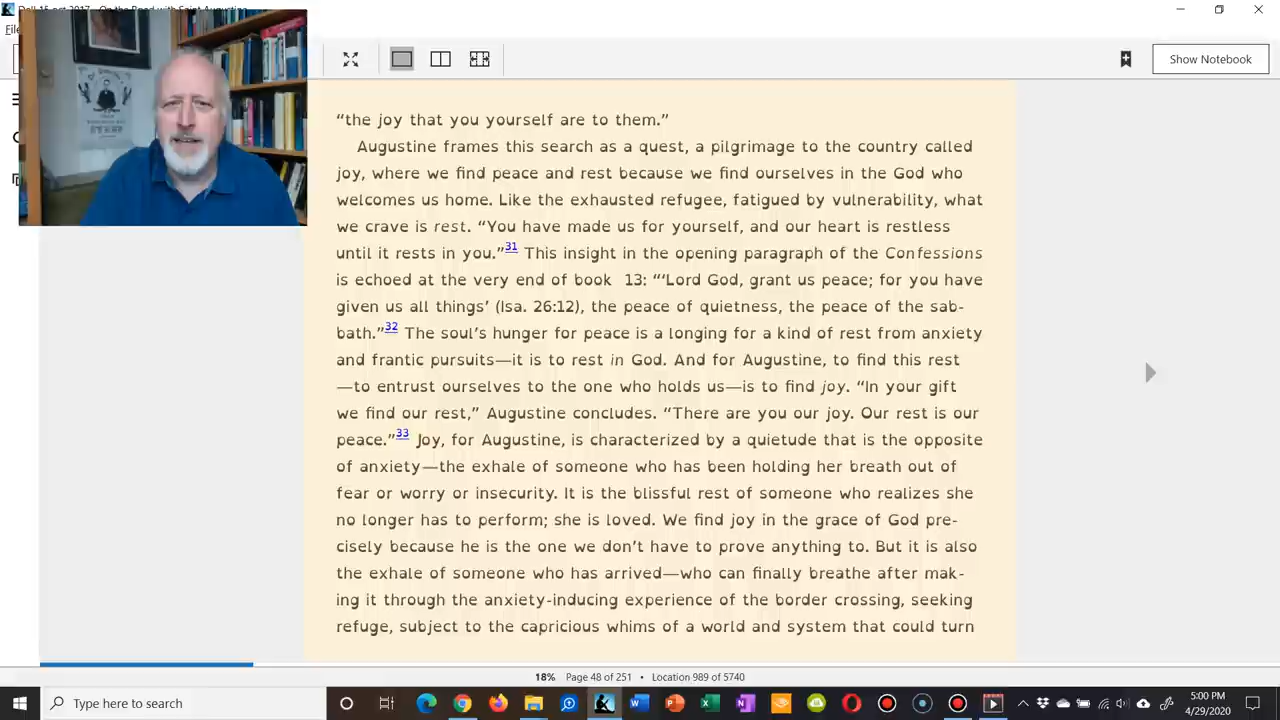 Show Notebook
“the joy that you yourself are to them.”
Augustine frames this search as a quest, a pilgrimage to the country called
joy, where we find peace and rest because we find ourselves in the God who
welcomes us home. Like the exhausted refugee, fatigued by vulnerability, what
we crave is rest. “You have made us for yourself, and our heart is restless
until it rests in you.”31 This insight in the opening paragraph of the Confessions
is echoed at the very end of book 13: “‘Lord God, grant us peace; for you have
given us all things’ (Isa. 26:12), the peace of quietness, the peace of the sab-
bath.”32 The soul’s hunger for peace is a longing for a kind of rest from anxiety
and frantic pursuits—it is to rest in God. And for Augustine, to find this rest
—to entrust ourselves to the one who holds us—is to find joy. “In your gift
we find our rest,” Augustine concludes. “There are you our joy. Our rest is our
peace.”33 Joy, for Augustine, is characterized by a quietude that is the opposite
of anxiety—the exhale of someone who has been holding her breath out of
fear or worry or insecurity. It is the blissful rest of someone who realizes she
no longer has to perform; she is loved. We find joy in the grace of God pre-
cisely because he is the one we don’t have to prove anything to. But it is also
the exhale of someone who has arrived—who can finally breathe after mak-
ing it through the anxiety-inducing experience of the border crossing, seeking
refuge, subject to the capricious whims of a world and system that could turn
18% Page 48 of 251 • Location 989 of 5740
Type here to search
5:00 PM
4/29/2020